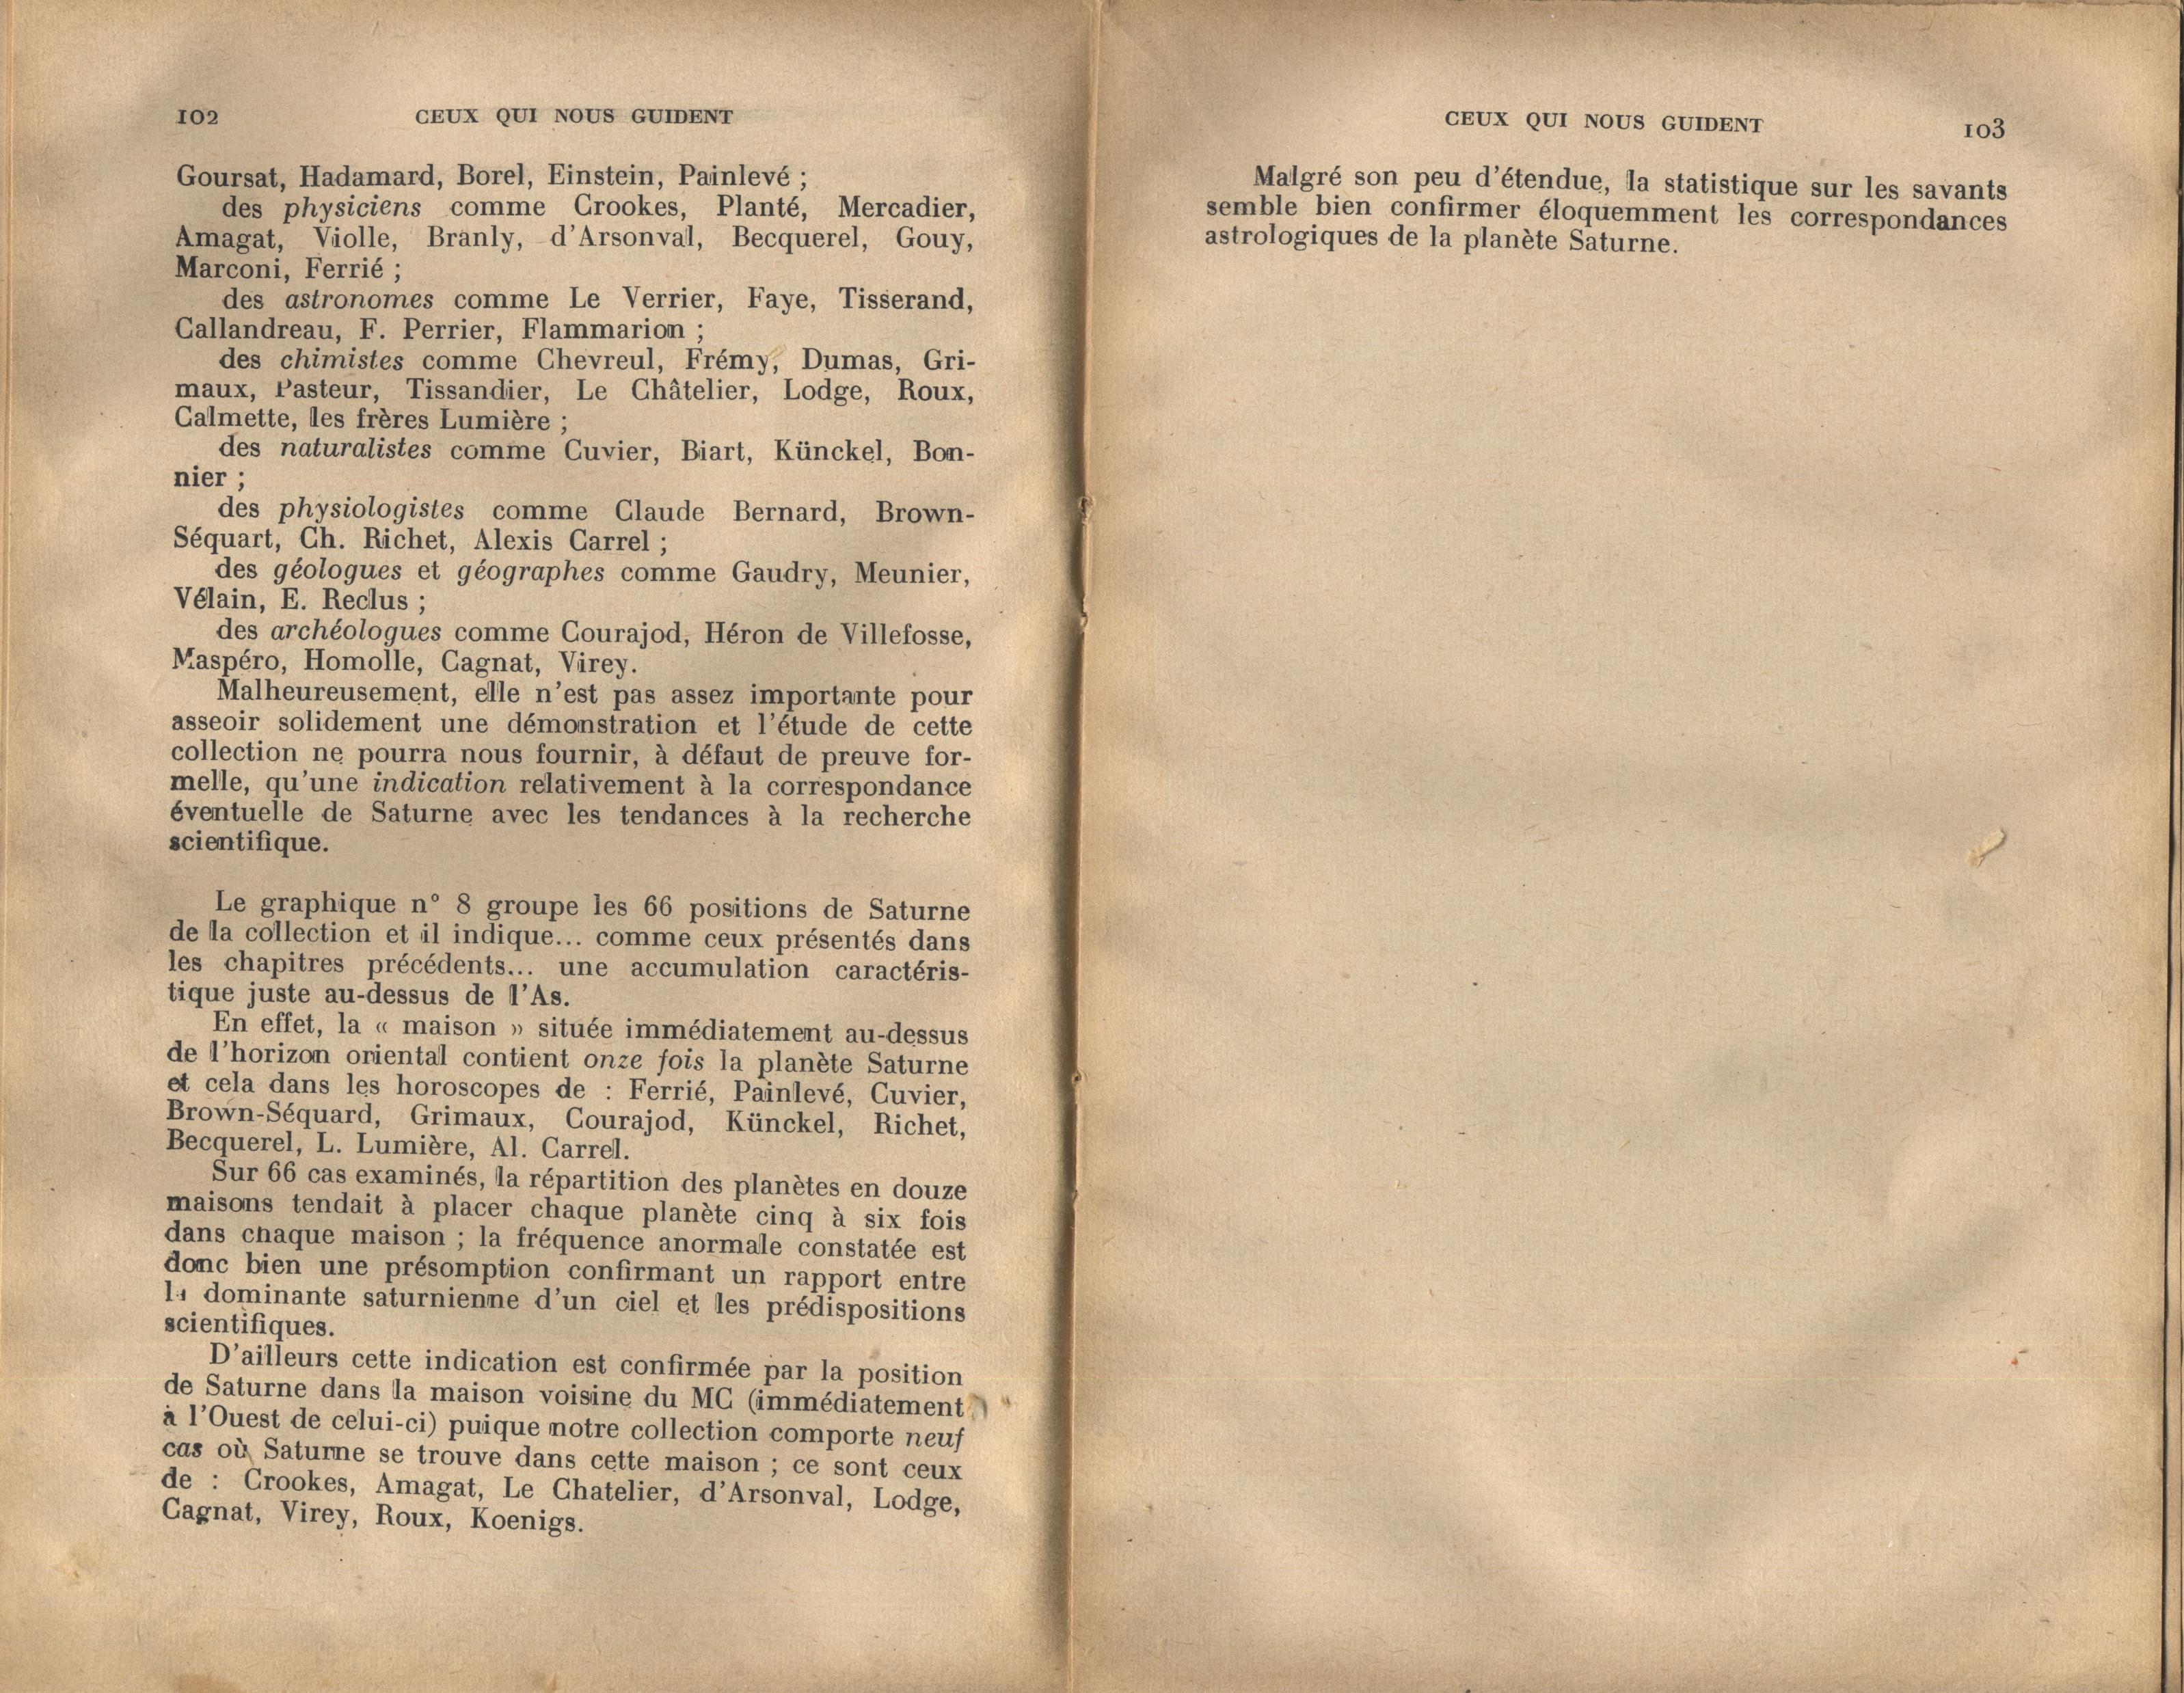 102 CEUX QUI NOUS GUIDENT
Goursat, Hadamard, Borel, Einstein, Painlevé ;
des physiciens comme Crookes, Planté, Mercadier,
Amagat, Violle, Branly, d'Arsonval, Becquerel, Gouy,
Marconi, Ferrié ;
des astronomes comme Le Verrier, Faye, Tisserand,
Callandreau, F. Perrier, Flammarion ;
des chimistes comme Chevreul, Frémy, Dumas, Gri-
maux, Pasteur, Tissandier, Le Châtelier, Lodge, Roux,
Calmette, les frères Lumière ;
des naturalistes comme Cuvier, Biart, Künckel, Bon-
nier ;
des physiologistes comme Claude Bernard, Brown-
Séquart, Ch. Richet, Alexis Carrel ;
des géologues et géographes comme Gaudry, Meunier,
Vélain, E. Reclus ;
des archéologues comme Courajod, Héron de Villefosse,
Maspéro, Homolle, Cagnat, Virey.
Malheureusement, elle n'est pas assez importante pour
asseoir solidement une démonstration et l'étude de cette
collection ne pourra nous fournir, à défaut de preuve for-
melle, qu'une indication relativement à la correspondance
éventuelle de Saturne avec les tendances à la recherche
scientifique.
Le graphique n° 8 groupe les 66 positions de Saturne
de la collection et il indique... comme ceux présentés dans
les chapitres précédents... une accumulation caractéris-
tique juste au-dessus de l'As.
En effet, la « maison » située immédiatement au-dessus
de l'horizon oriental contient onze fois la planète Saturne
et cela dans les horoscopes de : Ferrié, Painlevé, Cuvier,
Brown-Séquard, Grimaux, Courajod, Künckel, Richet,
Becquerel, L. Lumière, Al. Carrel.
Sur 66 cas examinés, la répartition des planètes en douze
maisons tendait à placer chaque planète cinq à six fois
dans chaque maison ; la fréquence anormale constatée est
donc bien une présomption confirmant un rapport entre
la dominante saturnienne d'un ciel et les prédispositions
scientifiques.
D'ailleurs cette indication est confirmée par la position
de Saturne dans la maison voisine du MC (immédiatement
à l'Ouest de celui-ci) puique notre collection comporte neuf
cas où Saturne se trouve dans cette maison ; ce sont ceux
de : Crookes, Amagat, Le Chatelier, d'Arsonval, Lodge,
Cagnat, Virey, Roux, Koenigs.
CEUX QUI NOUS GUIDENT 103
Malgré son peu d'étendue, la statistique sur les savants
semble bien confirmer éloquemment les correspondances
astrologiques de la planète Saturne.